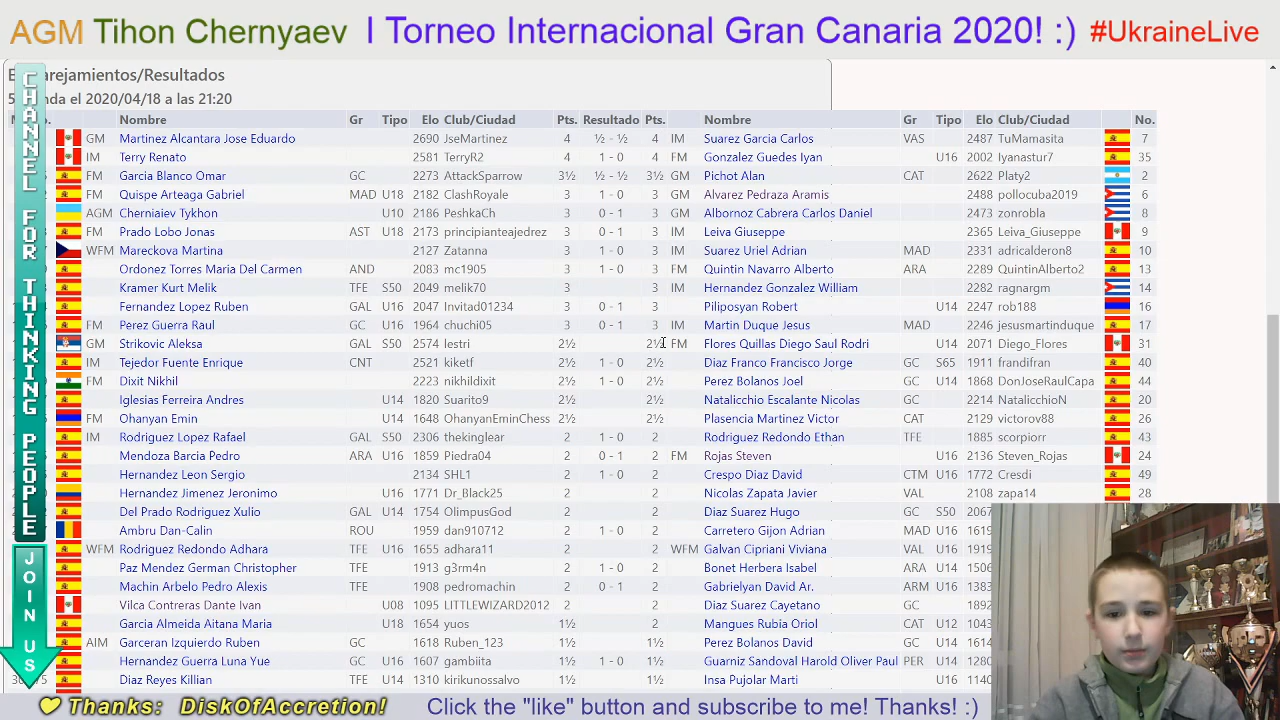 AGM Tihon Chernyaev I Torneo Internacional Gran Canaria 2020! :) #UkraineLive
arejamientos/Resultados
nda el 2020/04/18 a las 21:20
Nombre Gr Tipo Elo Club/Ciudad Pts. Resultado Pts. Nombre Gr Tipo Elo Club/Ciudad No.
GM Martinez Alcantara Jose Eduardo 2690 JseMartinez 4 ½ - ½ 4 IM Suarez Garcia Carlos VAS 2487 TuMamasita 7
IM Terry Renato 2581 TerryR2 4 1 - 0 4 FM Gonzalez Guedes Iyan U16 2002 Iyanastur7 35
FM Garcia Blanco Omar GC 2273 AttackSparrow 3½ ½ - ½ 3½ GM Pichot Alan CAT 2622 Platy2 2
FM Quispe Arteaga Gabriel MAD U18 ClashRoyale 3 0 - 1 3 GM Alvarez Pedraza Aramis 2488 pollocuba2019 6
AGM Cherniaiev Tykhon U10 2186 3 0 - 1 3 GM Albornoz Cabrera Carlos Daniel 2473 zonrobla 8
FM Prado Lobo Jonas AST U18 2173 principianteajedrez 3 0 - 1 3 IM Leiva Giuseppe 2365 Leiva_Giuseppe 9
WFM Mareckova Martina 2127 Zatanna 3 1 - 0 3 IM Suarez Uriel Adrian MAD 2331 adricalderon8 10
Ordonez Torres Maria Del Carmen AND 2083 mc1905 3 1 - 0 3 FM Quintin Navarro Alberto ARA 2289 QuintinAlberto2 13
Kramer Kurt Melik TFE S50 2049 melik70 3 3 IM Hernandez Gonzalez William 2282 ragnargm 14
Fernandez Lopez Ruben GAL U16 Invitad01234 3 0 - 1 3 Piliposyan Robert U14 2247 rob188 16
FM Perez Guerra Raul GC U16 1964 chuchi05 3 1 - 0 3 IM Martin Duque Jesus MAD 2246 jesusmartinduque 17
GM Strikovic Aleksa GAL S50 2574 lestri 2½ 2½ FM Flores Quillas Diego Saul Rodri U14 2071 Diego_Flores 31
IM Tejedor Fuente Enrique CNT 2521 kiketf 2½ 1 - 0 2½ Diaz Franco Francisco Jorge GC S65 1911 frandifran 40
FM Dixit Nikhil 2223 nikhildixit 2½ 1 - 0 2½ Perez Bolanos Joel GC U14 1868 DonJoseRaulCapa 44
Iglesias Ferreira Andres U14 1820 Suarito9 2½ 2½ Natalicchio Escalante Nicolas GC 2214 NatalicchioN 20
FM Ohanyan Emin U14 2348 OhanyanEminChess 2½ 2½ Plasencia Martinez Victor CAT 2129 victorov88 26
IM Rodriguez Lopez Rafael GAL S50 2306 thekinglear 2 1 - 0 2 Rodriguez Redondo Ethan TFE 1885 scorpiorr 43
Mendoza Barcia Pedro ARA U16 1789 Piedra04 2 0 - 1 2 FM Rojas Steven U16 2136 Steven_Rojas 24
Hernandez Leon Sergio 2134 SHL1 2 1 - 0 2 Crespo Diaz David CTM U16 1772 Cresdi 49
Hernandez Jimenez Jeronimo U16 1771 Dr_Black25 2 2 Nicolas Zapata Javier VAL 2108 zapa14 28
Del Prado Rodriguez Xulio GAL U14 1754 OlimpusGod 2 2 Diaz Suarez Hugo GC S50
Ambru Dan-Calin ROU 1959 dan910712 2 1 - 0 2 Carretero Gijon Adrian MAD U16
WFM Rodriguez Redondo Adhara TFE U16 1655 adhara11 2 2 WFM Galvan Cipriani Viviana VAL U16
Paz Mendez German Christopher TFE 1913 g3rm4n 2 1 - 0 2 Bonet Herbera Isabel ARA U14
Machin Arbelo Pedro Alexis TFE 1908 pedromachin 2 0 - 1 2 Gabrielyan David Ar. ARM U16
Vilca Contreras Dante Ivan U08 1095 LITTLEWIZARD2012 2 2 Diaz Suarez Cayetano GC
Garcia Almeida Aitana Maria U18 1654 yuos 1½ 2 Mangues Rubia Oriol CAT U12
AIM Garceran Izquierdo Ruben GC 1618 Ruben_123 1½ 1½ Perez Bolanos David GC U14
Hernandez Guerra Luna Yue GC U16 1607 gambiita 1½ 1 - 0 1½ Guarniz Sandoval Harold Oliver Paul PER U14
Diaz Reyes Killian TFE U14 1310 kirikunosalvo 1½ 1½ Insa Pujolar Marti U16
CHANNEL FOR THINKING PEOPLE
JOIN US
Thanks: DiskOfAccretion! Click the "like" button and subscribe to me! Thanks! :)